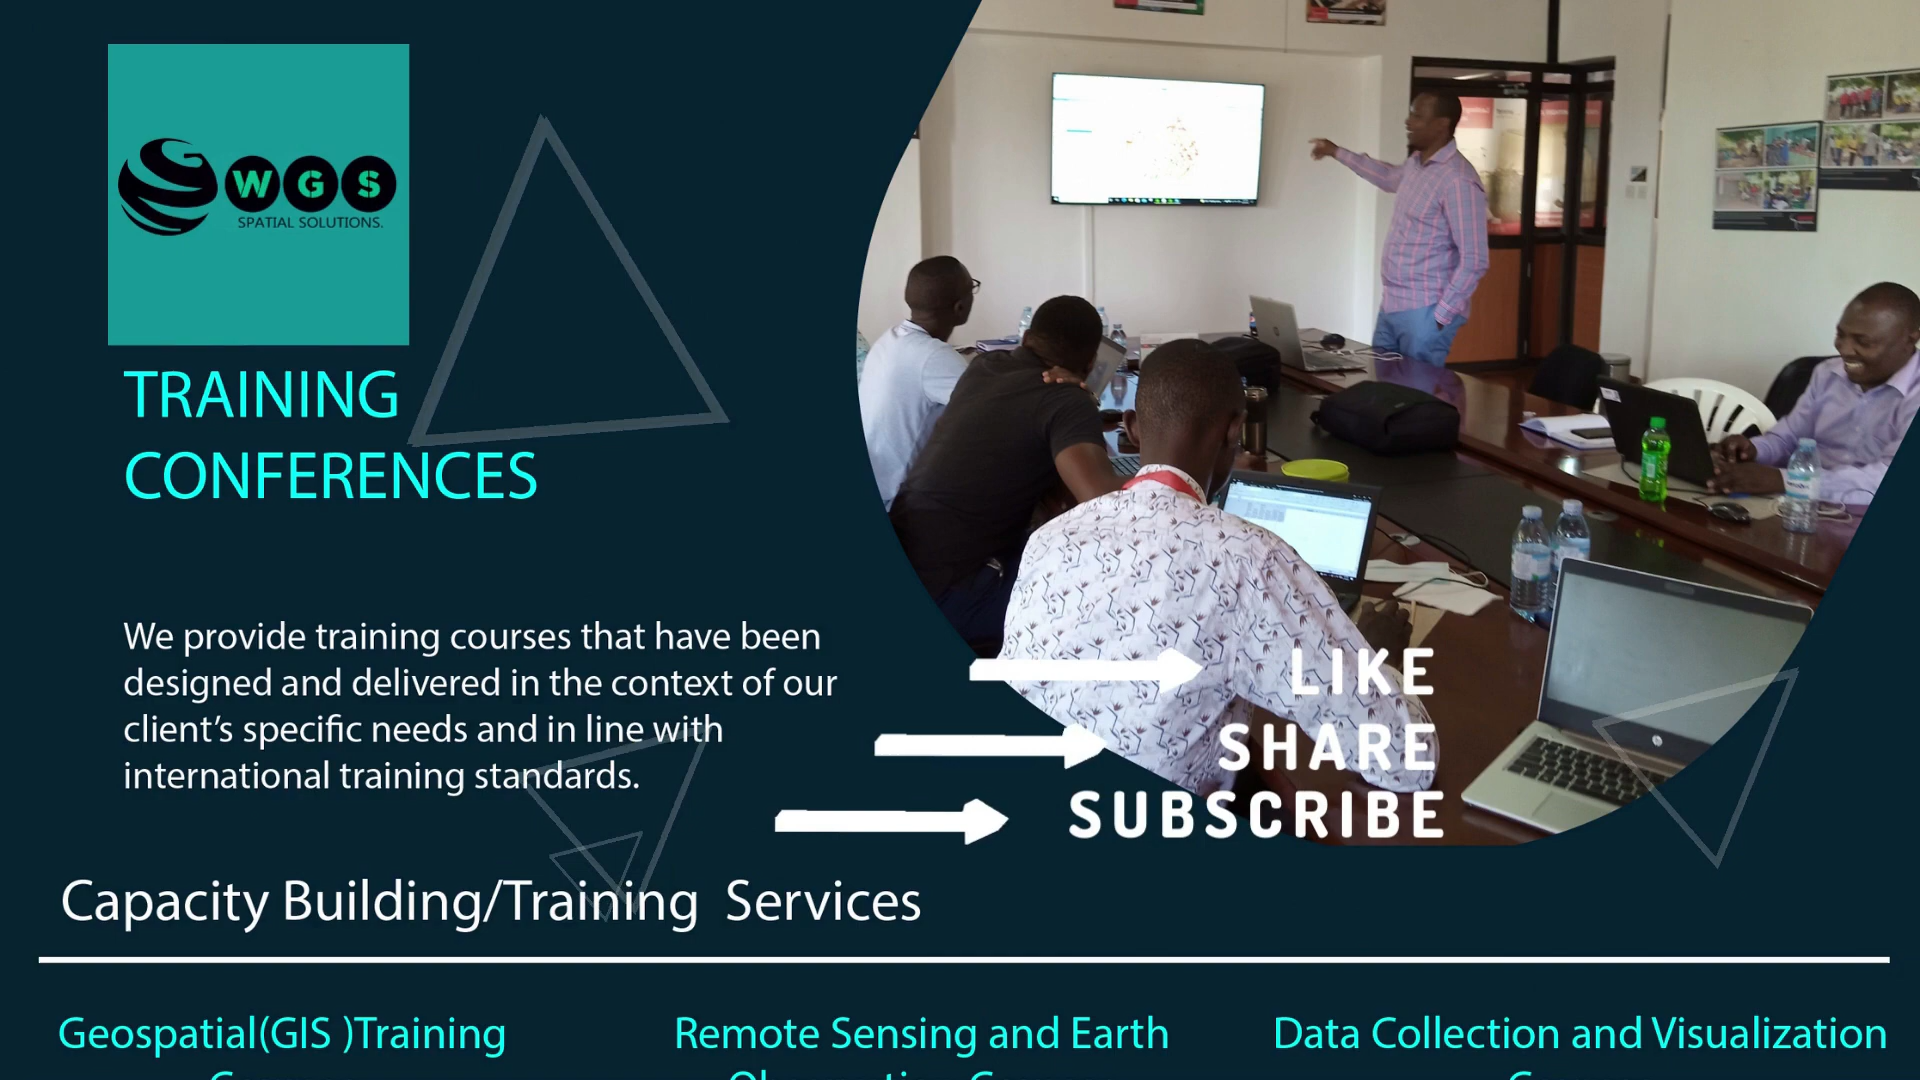 WGS
SPATIAL SOLUTIONS.
TRAINING
CONFERENCES
We provide training courses that have been
designed and delivered in the context of our
client’s specific needs and in line with
international training standards.
LIKE
SHARE
SUBSCRIBE
Capacity Building/Training  Services
Geospatial(GIS )Training
Remote Sensing and Earth
Data Collection and Visualization